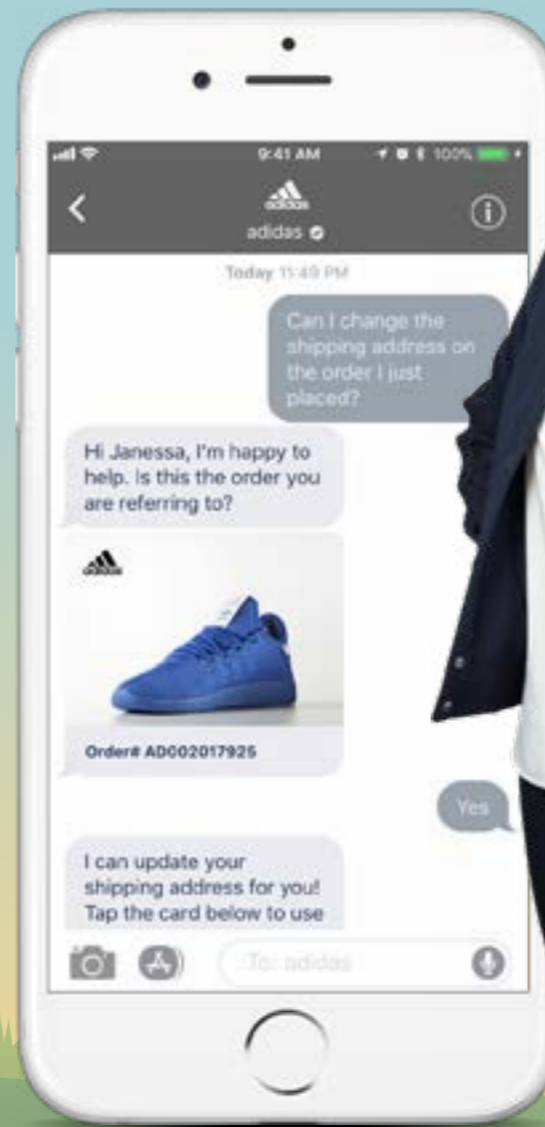 9:41 AM
100%
adidas
adidas
Today 11:49 PM
Can I change the
shipping address on
the order I just
placed?
Hi Janessa, I'm happy to
help. Is this the order you
are referring to?
adidas
Order# AD002017925
Yes
I can update your
shipping address for you!
Tap the card below to use
To: adidas